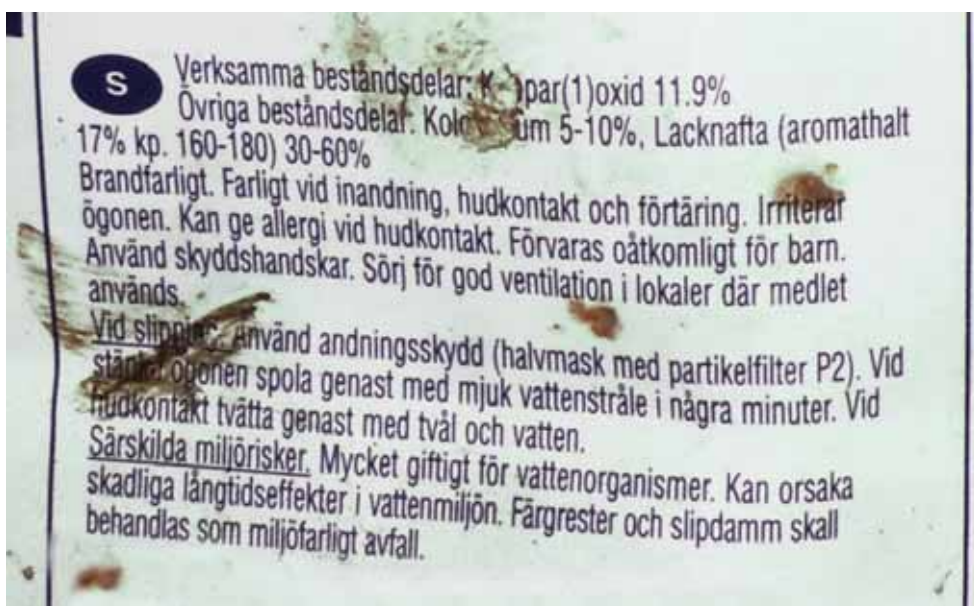 S
Verksamma beståndsdelar: par(1)oxid 11.9%
Övriga beståndsdelar: 5-10%, Lacknafta (aromathalt
17% kp. 160-180) 30-60%
Brandfarligt. Farligt vid inandning, hudkontakt och förtäring. Irriterar
ögonen. Kan ge allergi vid hudkontakt. Förvaras oåtkomligt för barn.
Använd skyddshandskar. Sörj för god ventilation i lokaler där medlet
används.
Vid slipning: Använd andningsskydd (halvmask med partikelfilter P2). Vid
ögonen spola genast med mjuk vattenstråle i några minuter. Vid
hudkontakt tvätta genast med tvål och vatten.
Särskilda miljörisker. Mycket giftigt för vattenorganismer. Kan orsaka
skadliga långtidseffekter i vattenmiljön. Färgrester och slipdamm skall
behandlas som miljöfarligt avfall.